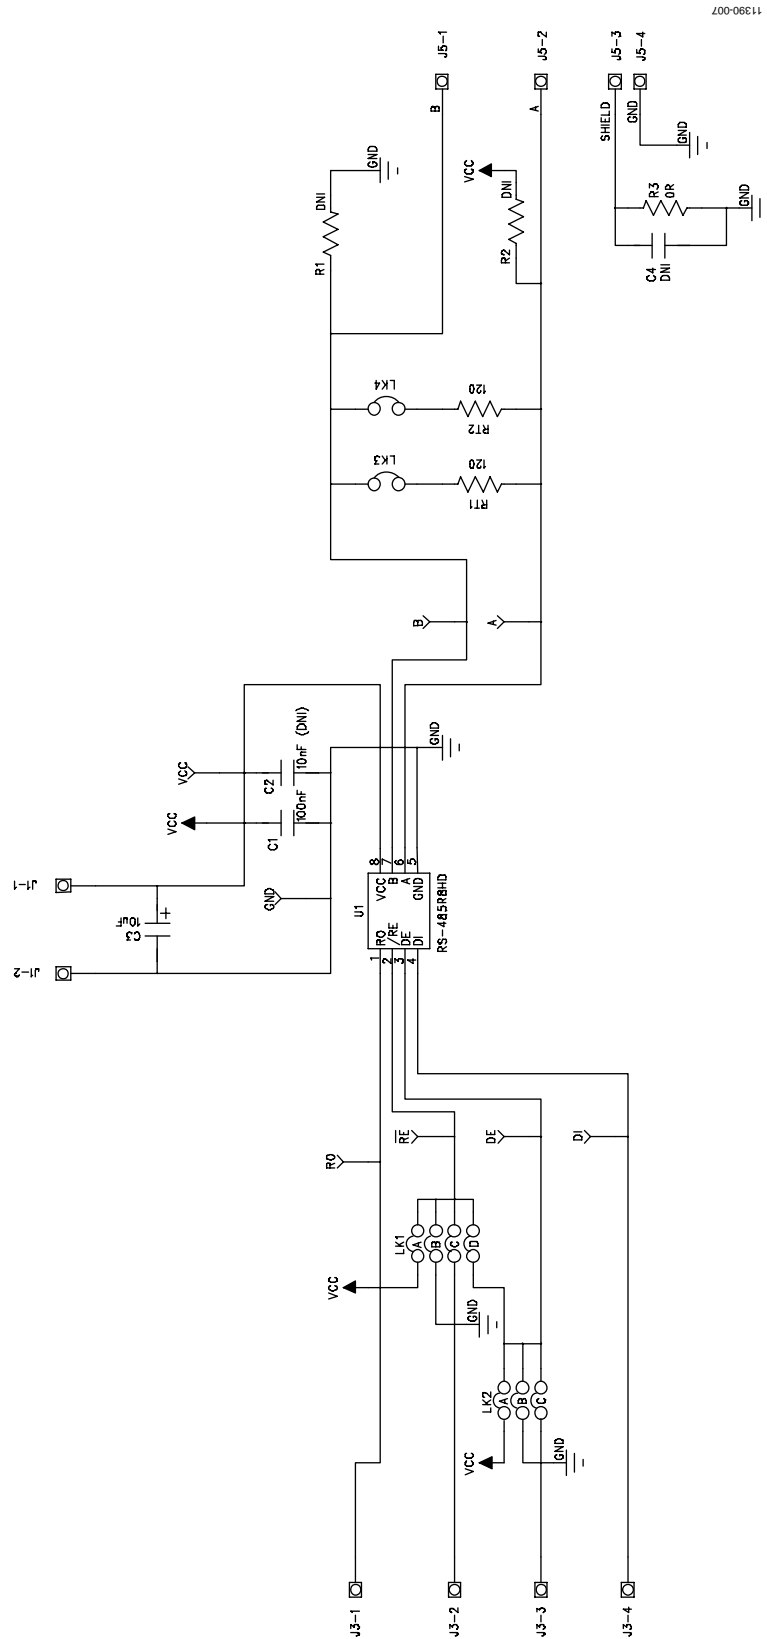 11390-007
J5-1
J5-2
J5-3
J5-4
B
A
SHIELD
GND
GND
GND
DNI
R1
VCC
DNI
R2
R3
0R
GND
C4
DNI
LK4
120
RT2
LK3
120
RT1
B
A
VCC
C2
10nF (DNI)
GND
VCC
C1
100nF
J1-1
GND
10uF
+
C3
J1-2
8
7
6
5
VCC
B
A
GND
U1
RS-485R8HD
RO
/RE
DE
DI
1
2
3
4
RO
RE
DE
DI
LK1
A
B
C
D
VCC
GND
LK2
A
B
C
VCC
GND
J3-1
J3-2
J3-3
J3-4